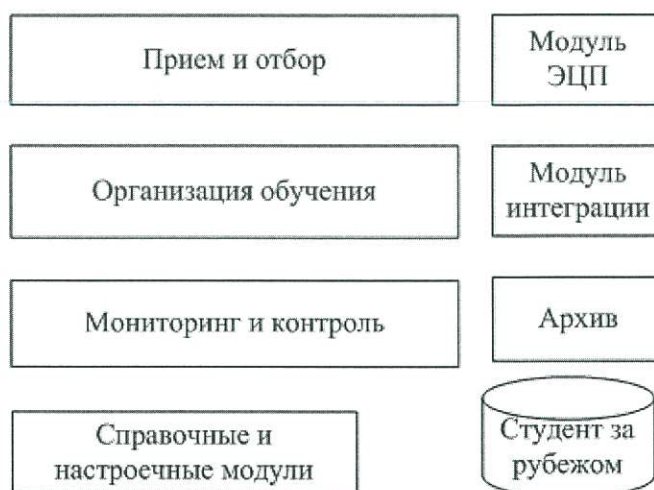 Прием и отбор
Модуль
ЭЦП
Организация обучения
Модуль
интеграции
Мониторинг и контроль
Архив
Справочные и
настроечные модули
Студент за
рубежом